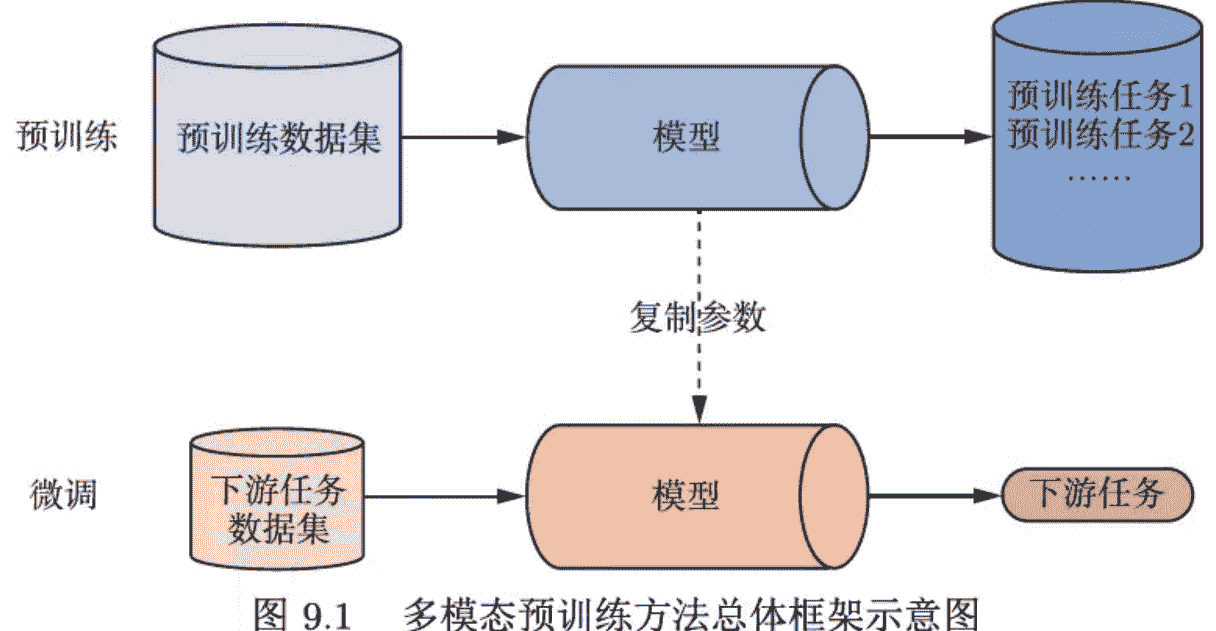 预训练
预训练数据集
模型
预训练任务1
预训练任务2
……
复制参数
微调
下游任务
数据集
模型
下游任务
图 9.1 多模态预训练方法总体框架示意图